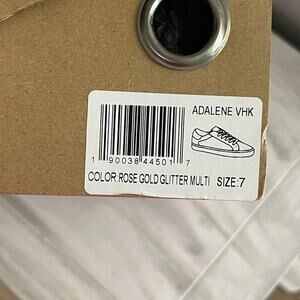 ADALENE VHK
1 90038 44501 7
COLOR:ROSE GOLD GLITTER MULTI SIZE:7